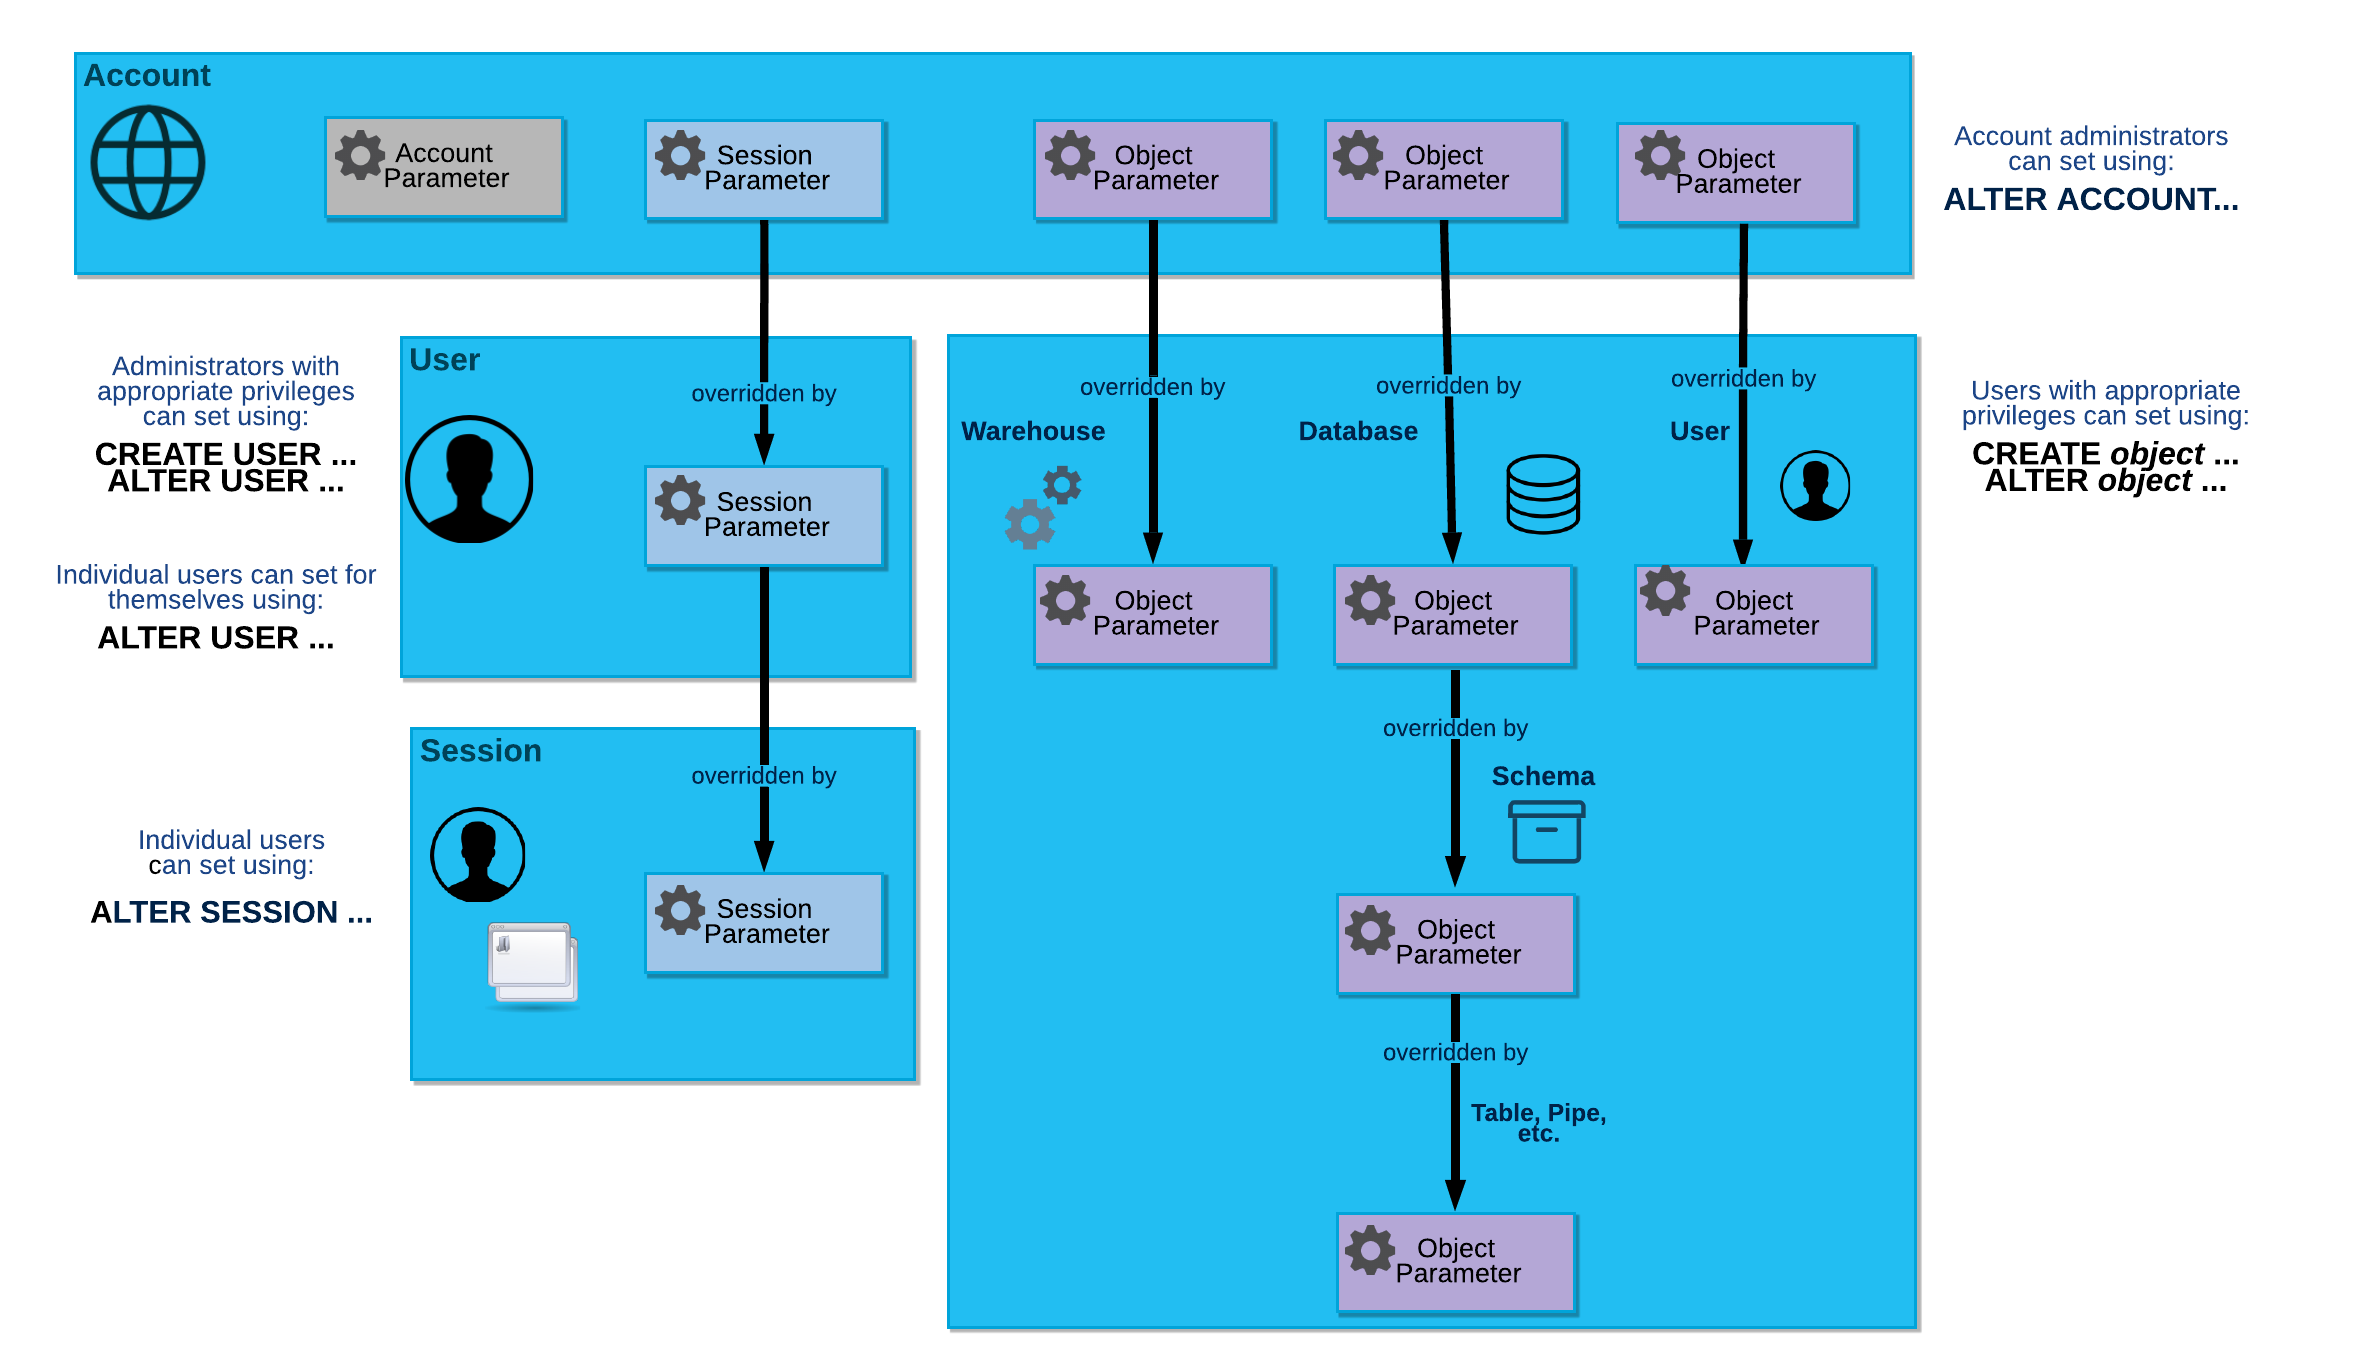 Account
Account
Parameter
Session
Parameter
Object
Parameter
Object
Parameter
Object
Parameter
Account administrators
can set using:
ALTER ACCOUNT...
Administrators with
appropriate privileges
can set using:
CREATE USER ...
ALTER USER ...
Individual users can set for
themselves using:
ALTER USER ...
User
overridden by
Session
Parameter
overridden by
overridden by
overridden by
Warehouse
Database
User
Object
Parameter
Object
Parameter
Object
Parameter
Users with appropriate
privileges can set using:
CREATE object ...
ALTER object ...
Individual users
can set using:
ALTER SESSION ...
Session
overridden by
Session
Parameter
overridden by
Schema
Object
Parameter
overridden by
Table, Pipe,
etc.
Object
Parameter